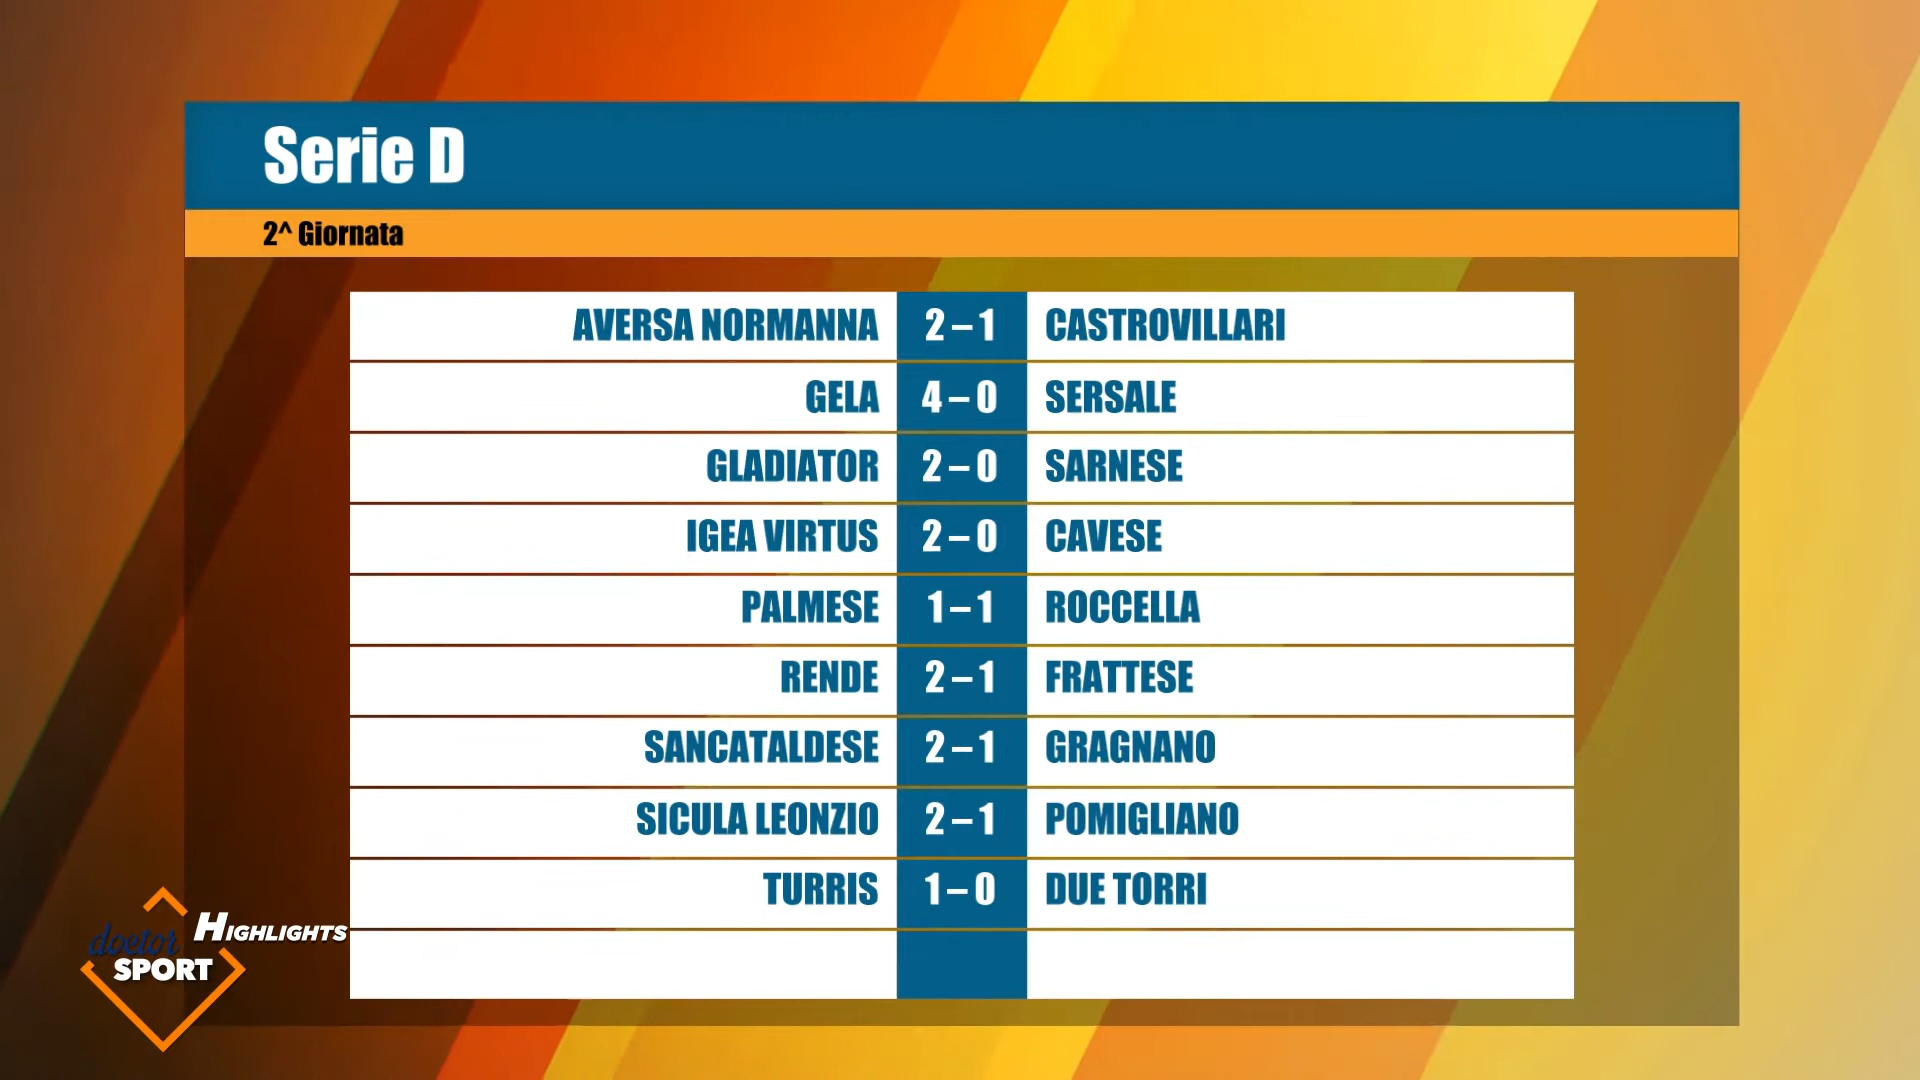 Serie D
2^ Giornata
AVERSA NORMANNA 2 – 1 CASTROVILLARI
GELA 4 – 0 SERSALE
GLADIATOR 2 – 0 SARNESE
IGEA VIRTUS 2 – 0 CAVESE
PALMESE 1 – 1 ROCCELLA
RENDE 2 – 1 FRATTESE
SANCATALDESE 2 – 1 GRAGNANO
SICULA LEONZIO 2 – 1 POMIGLIANO
TURRIS 1 – 0 DUE TORRI
doctor HIGHLIGHTS
SPORT